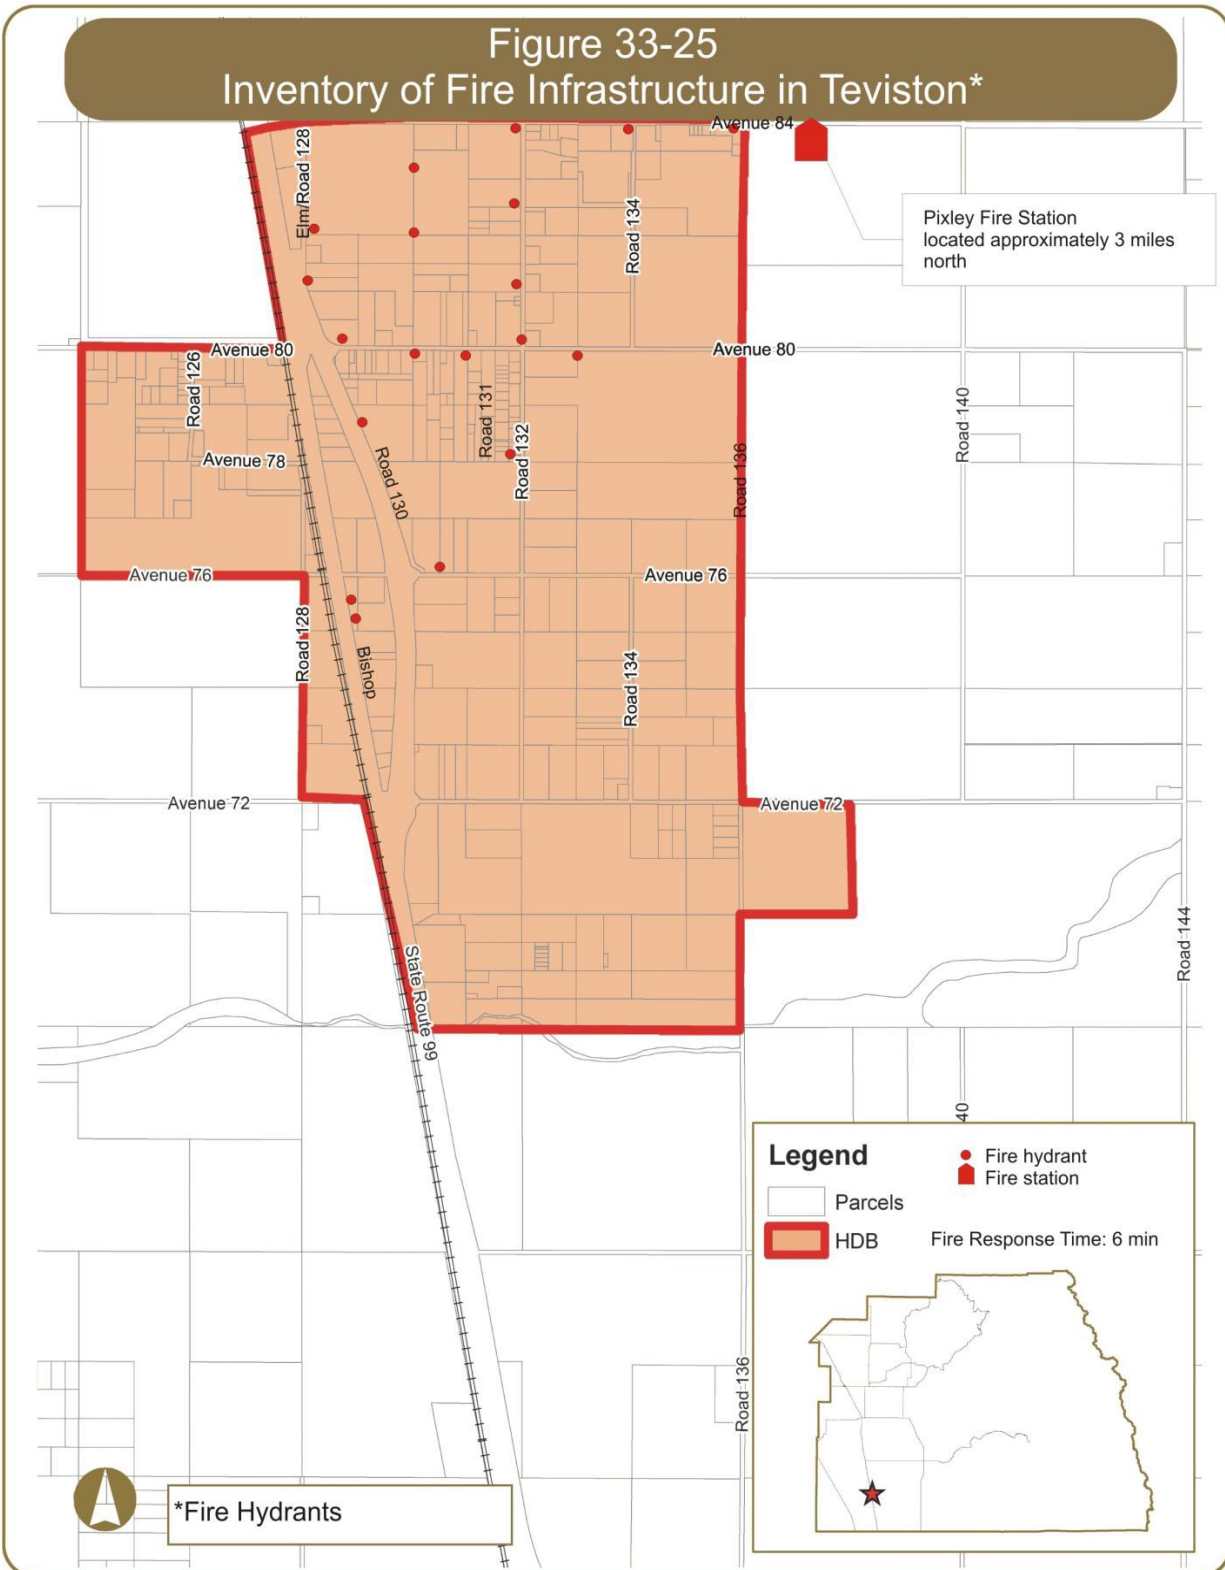 Figure 33-25
Inventory of Fire Infrastructure in Teviston*
Avenue 84
Elm/Road 128
Road 134
Pixley Fire Station
located approximately 3 miles
north
Avenue 80
Avenue 80
Road 126
Road 131
Road 132
Road 140
Avenue 78
Road 130
Road 136
Avenue 76
Avenue 76
Road 128
Bishop
Road 134
Avenue 72
Avenue 72
Road 144
State Route 99
40
Legend
Fire hydrant
Fire station
Parcels
HDB
Fire Response Time: 6 min
Road 136
*Fire Hydrants